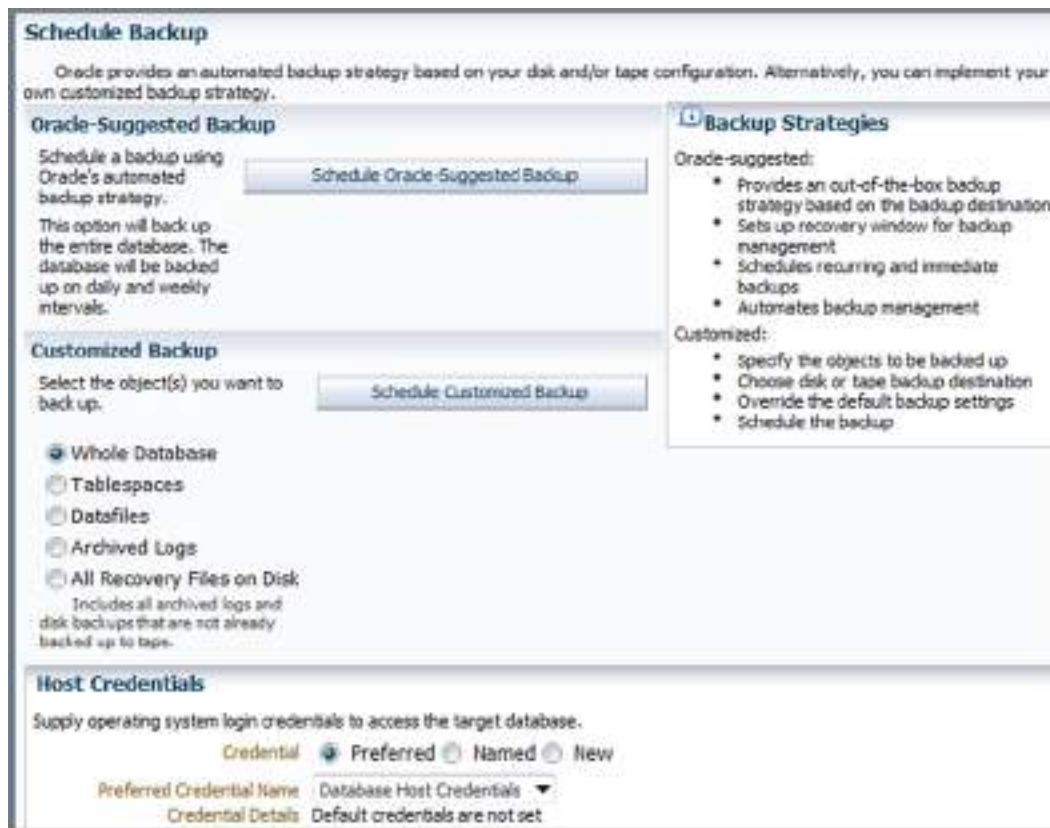 Schedule Backup
Oracle provides an automated backup strategy based on your disk and/or tape configuration. Alternatively, you can implement your
own customized backup strategy.
Oracle-Suggested Backup
Schedule a backup using
Oracle's automated
backup strategy.
Schedule Oracle-Suggested Backup
This option will back up
the entire database. The
database will be backed
up on daily and weekly
intervals.
Customized Backup
Select the object(s) you want to
back up.
Schedule Customized Backup
Whole Database
Tablespaces
Datafiles
Archived Logs
All Recovery Files on Disk
Includes all archived logs and
disk backups that are not already
backed up to tape.
Backup Strategies
Oracle-suggested:
Provides an out-of-the-box backup
strategy based on the backup destination
Sets up recovery window for backup
management
Schedules recurring and immediate
backups
Automates backup management
Customized:
Specify the objects to be backed up
Choose disk or tape backup destination
Override the default backup settings
Schedule the backup
Host Credentials
Supply operating system login credentials to access the target database.
Credential Preferred Named New
Preferred Credential Name Database Host Credentials
Credential Details Default credentials are not set